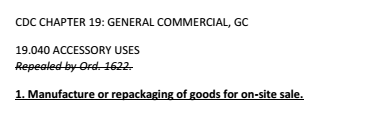 CDC CHAPTER 19: GENERAL COMMERCIAL, GC
19.040 ACCESSORY USES
Repealed by Ord. 1622.
1. Manufacture or repackaging of goods for on-site sale.